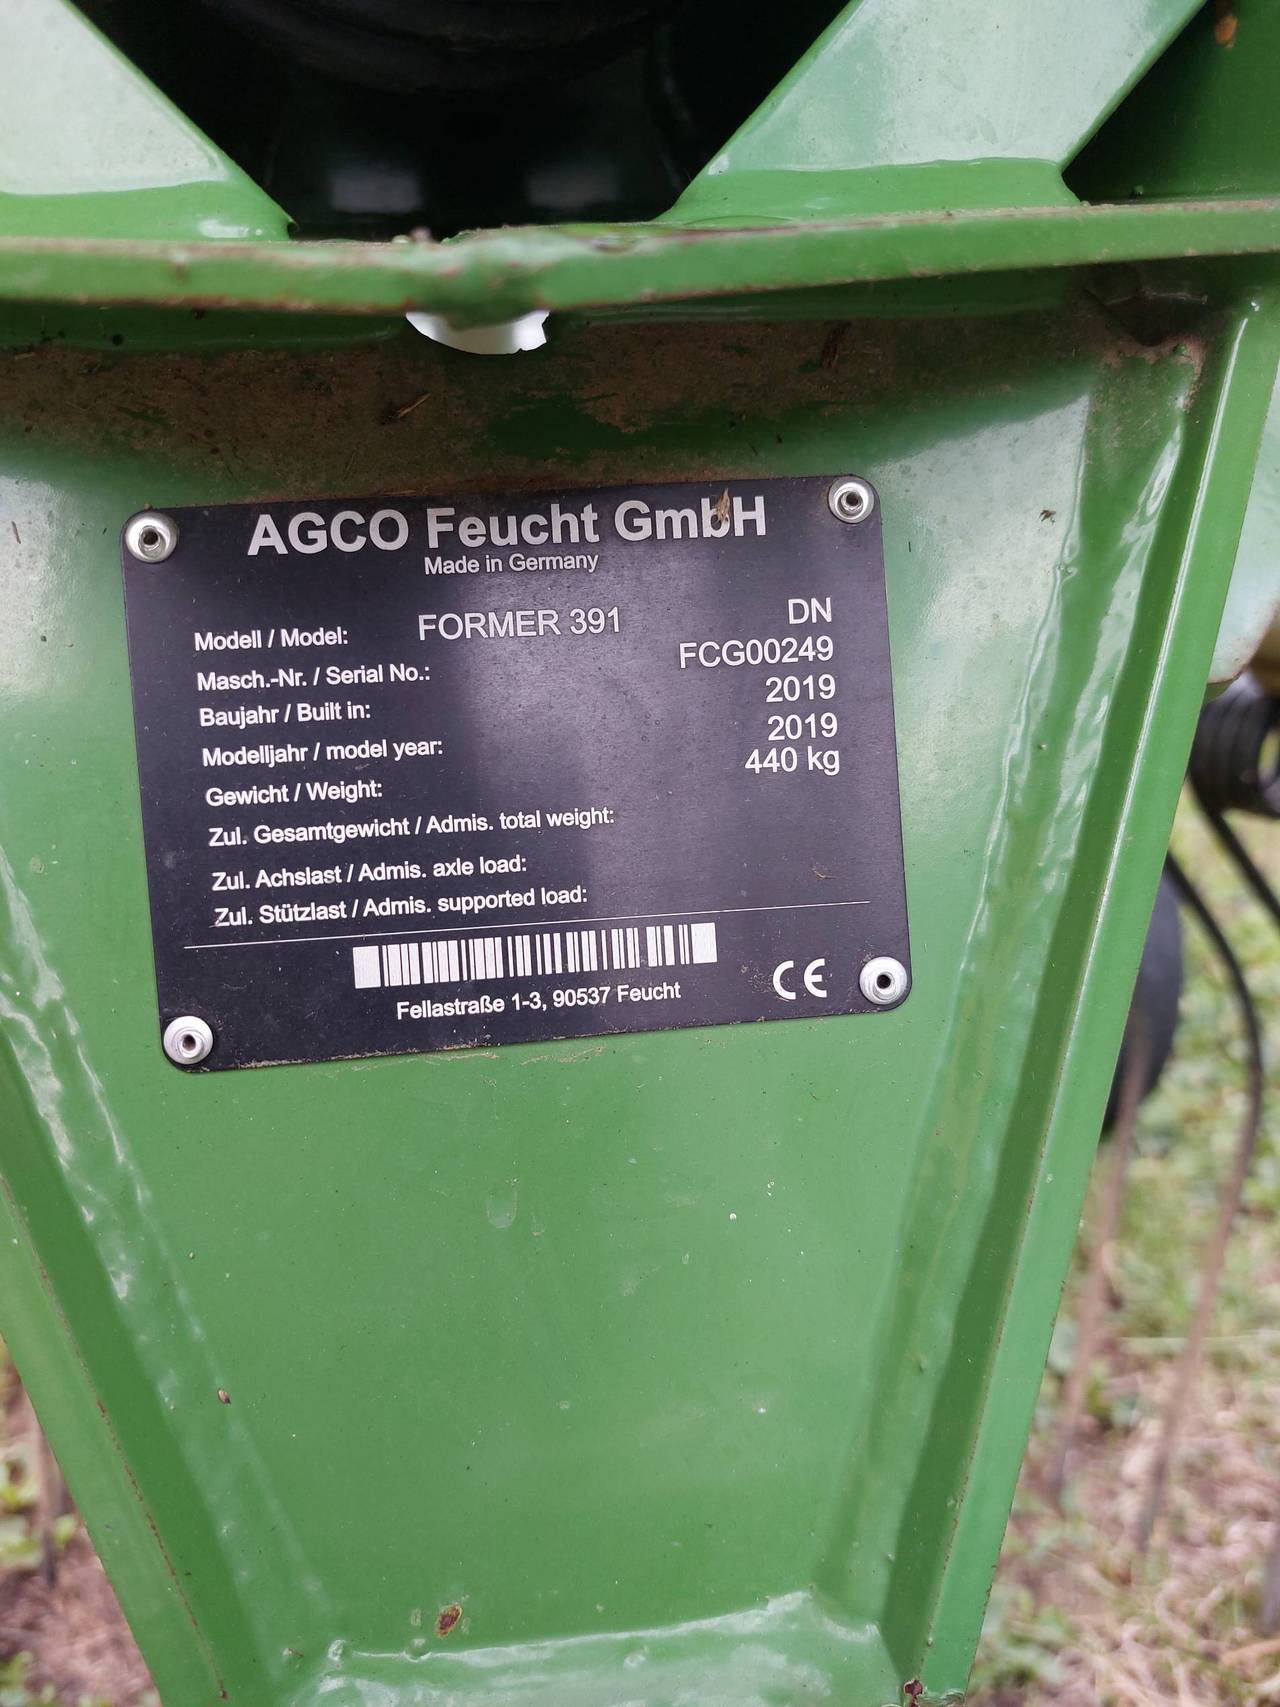 AGCO Feucht GmbH
Made in Germany
Modell / Model: FORMER 391 DN
Masch.-Nr. / Serial No.: FCG00249
Baujahr / Built in: 2019
Modelljahr / model year: 2019
Gewicht / Weight: 440 kg
Zul. Gesamtgewicht / Admis. total weight:
Zul. Achslast / Admis. axle load:
Zul. Stützlast / Admis. supported load:
Fellastraße 1-3, 90537 Feucht
CE